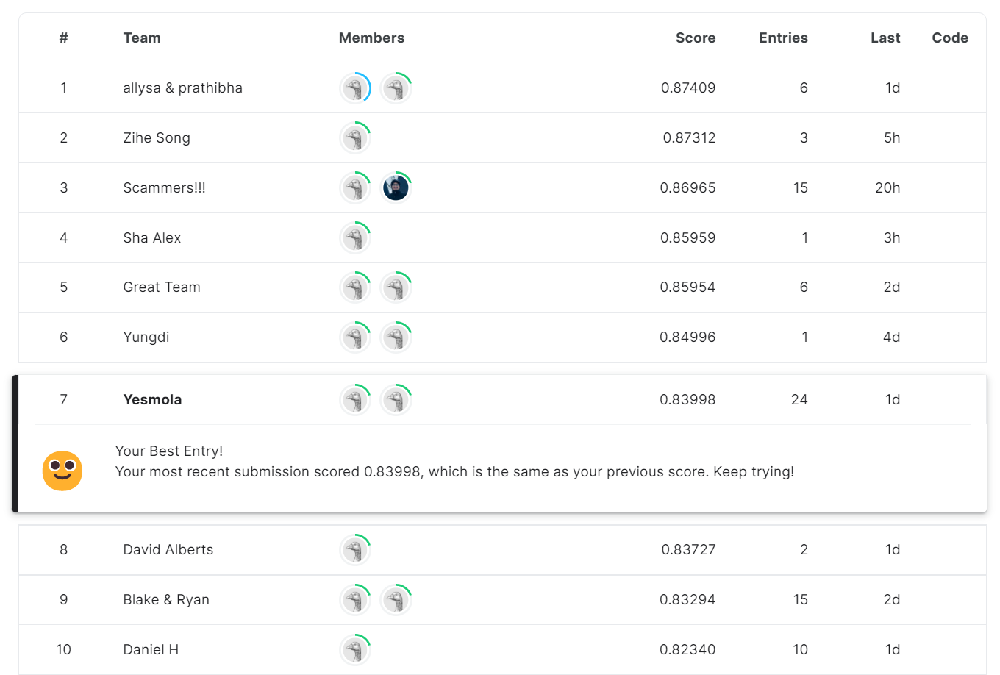 # Team Members Score Entries Last Code
1 allysa & prathibha 0.87409 6 1d
2 Zihe Song 0.87312 3 5h
3 Scammers!!! 0.86965 15 20h
4 Sha Alex 0.85959 1 3h
5 Great Team 0.85954 6 2d
6 Yungdi 0.84996 1 4d
7 Yesmola 0.83998 24 1d
Your Best Entry!
Your most recent submission scored 0.83998, which is the same as your previous score. Keep trying!
8 David Alberts 0.83727 2 1d
9 Blake & Ryan 0.83294 15 2d
10 Daniel H 0.82340 10 1d